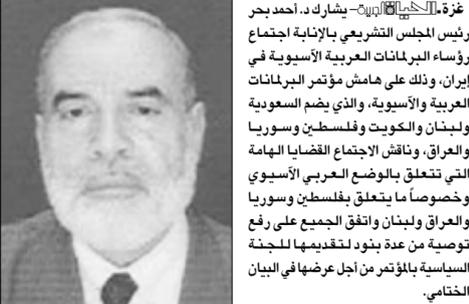 غزة ـ الحياة الجديدة - يشارك د. أحمد بحر
رئيس المجلس التشريعي بالإنابة اجتماع
رؤساء البرلمانات العربية الآسيوية في
إيران، وذلك على هامش مؤتمر البرلمانات
العربية والآسيوية، والذي يضم السعودية
ولبنان والكويت وفلسطين وسوريا
والعراق، وناقش الاجتماع القضايا الهامة
التي تتعلق بالوضع العربي الآسيوي
وخصوصاً ما يتعلق بفلسطين وسوريا
والعراق ولبنان واتفق الجميع على رفع
توصية من عدة بنود لتقديمها للجنة
السياسية بالمؤتمر من أجل عرضها في البيان
الختامي.